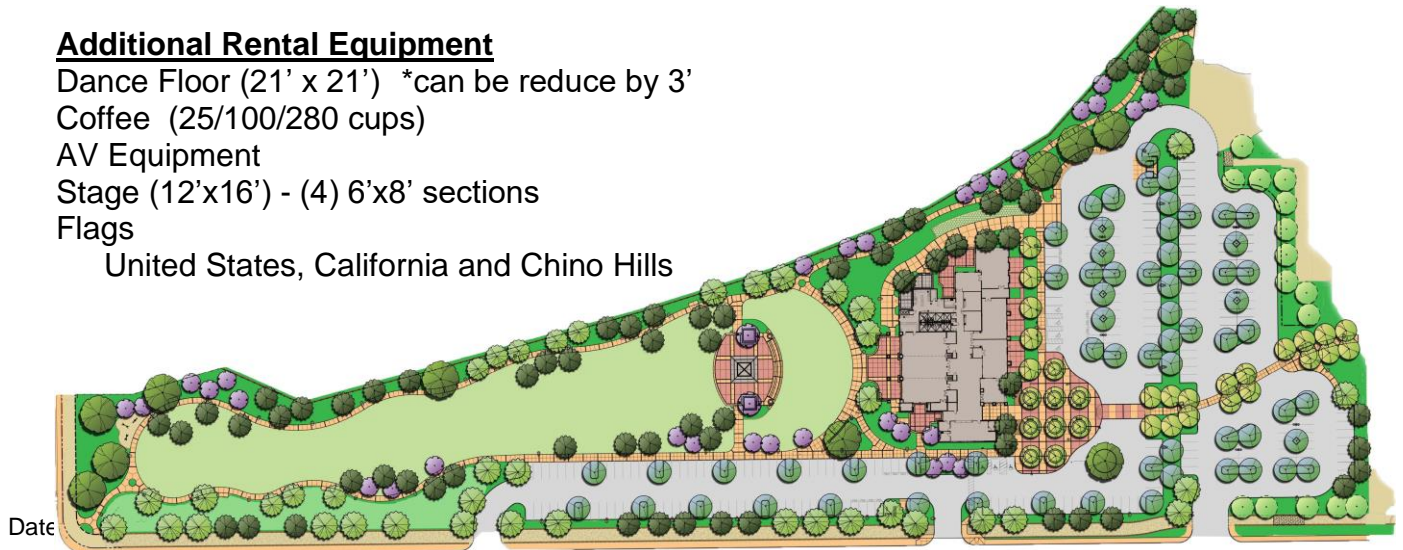 Additional Rental Equipment
Dance Floor (21' x 21') *can be reduce by 3'
Coffee (25/100/280 cups)
AV Equipment
Stage (12'x16') - (4) 6'x8' sections
Flags
United States, California and Chino Hills
Date